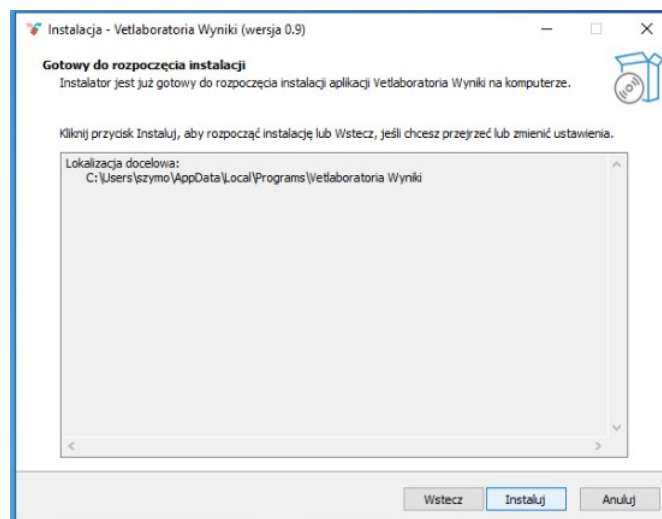 Instalacja - Vetlaboratoria Wyniki (wersja 0.9)
Gotowy do rozpoczęcia instalacji
Instalator jest już gotowy do rozpoczęcia instalacji aplikacji Vetlaboratoria Wyniki na komputerze.
Kliknij przycisk Instaluj, aby rozpocząć instalację lub Wstecz, jeśli chcesz przejrzeć lub zmienić ustawienia.
Lokalizacja docelowa:
C:\Users\szymo\AppData\Local\Programs\Vetlaboratoria Wyniki
Wstecz Instaluj Anuluj